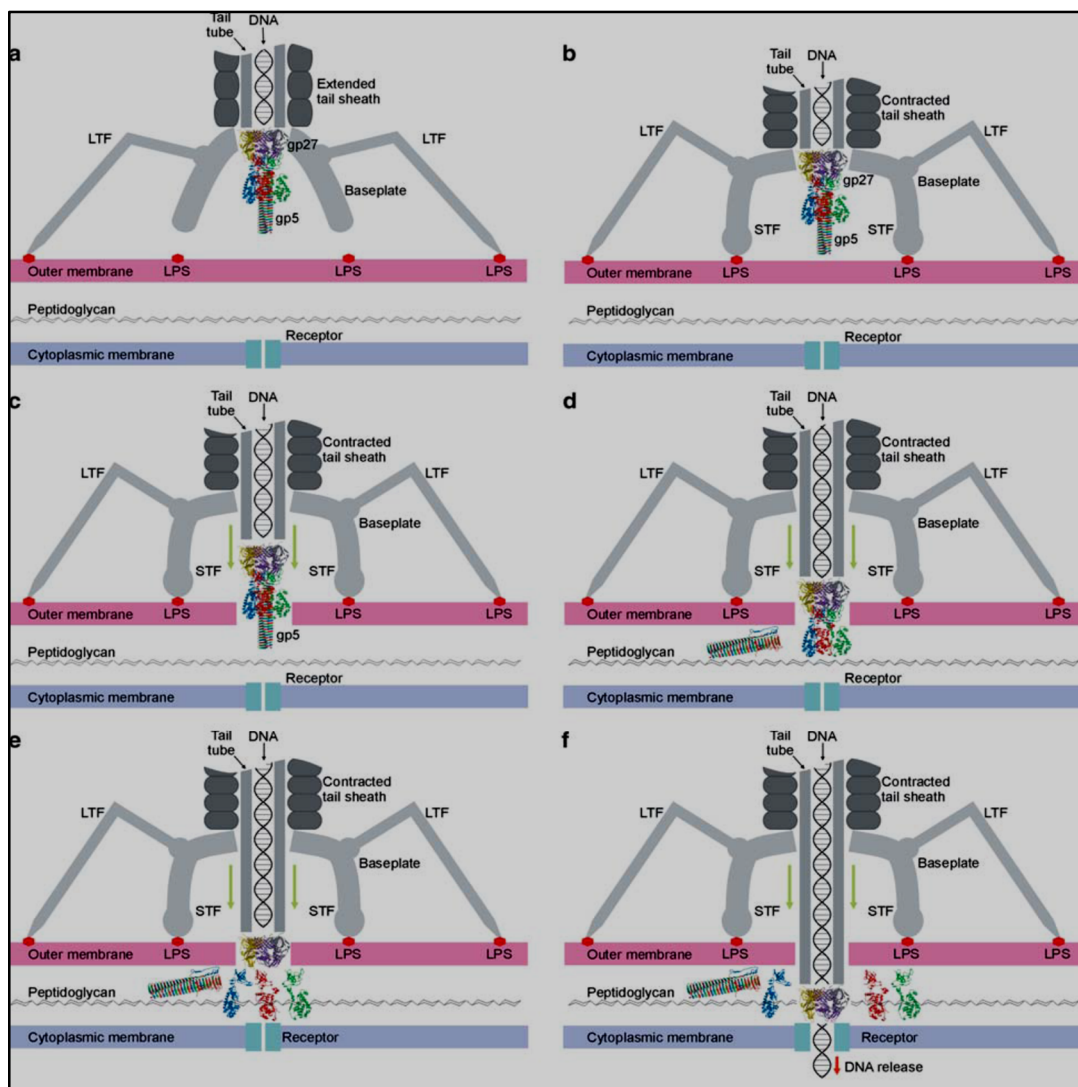 a
Tail
tube
DNA
Extended
tail sheath
LTF
LTF
gp27
Baseplate
gp5
Outer membrane
LPS
LPS
LPS
Peptidoglycan
Receptor
Cytoplasmic membrane
b
Tail
tube
DNA
Contracted
tail sheath
LTF
LTF
gp27
Baseplate
STF
STF
gp5
Outer membrane
LPS
LPS
LPS
Peptidoglycan
Receptor
Cytoplasmic membrane
c
Tail
tube
DNA
Contracted
tail sheath
LTF
LTF
Baseplate
STF
STF
Outer membrane
LPS
LPS
LPS
gp5
Peptidoglycan
Receptor
Cytoplasmic membrane
d
Tail
tube
DNA
Contracted
tail sheath
LTF
LTF
Baseplate
STF
STF
Outer membrane
LPS
LPS
LPS
Peptidoglycan
Receptor
Cytoplasmic membrane
e
Tail
tube
DNA
Contracted
tail sheath
LTF
LTF
Baseplate
STF
STF
Outer membrane
LPS
LPS
LPS
Peptidoglycan
Cytoplasmic membrane
Receptor
f
Tail
tube
DNA
Contracted
tail sheath
LTF
LTF
Baseplate
STF
STF
Outer membrane
LPS
LPS
LPS
Peptidoglycan
Cytoplasmic membrane
Receptor
DNA release